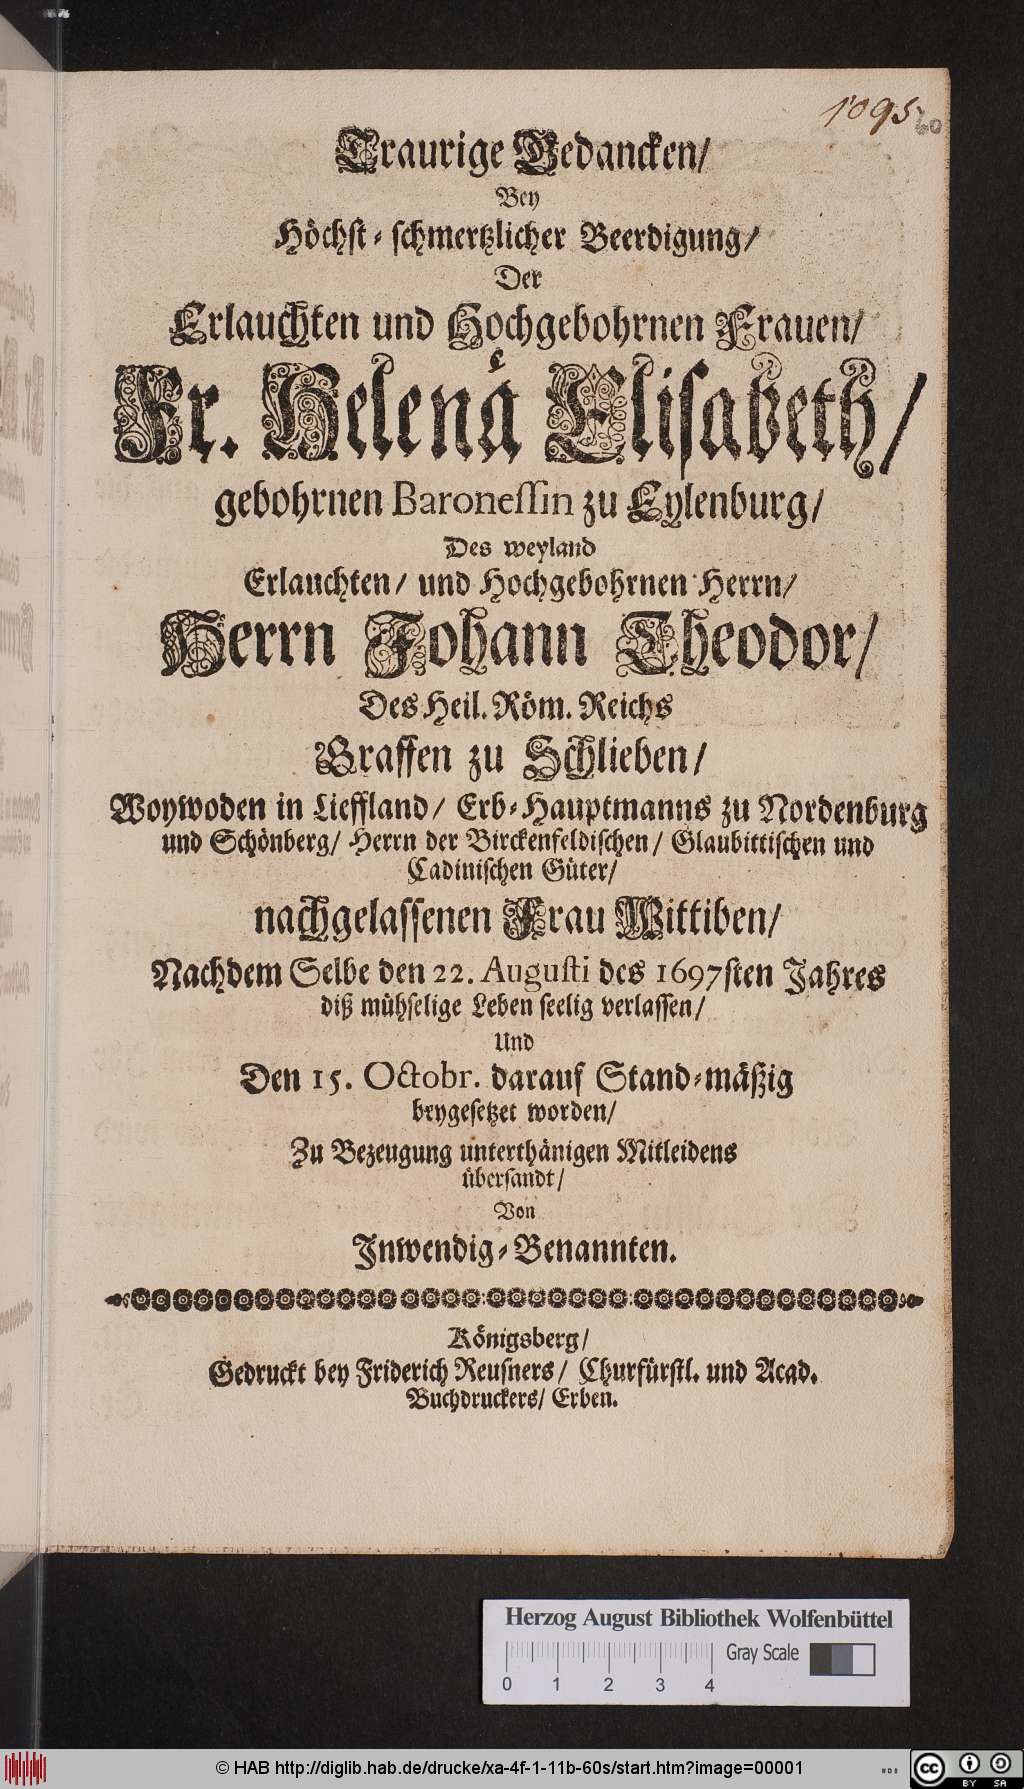 1095
60
Traurige Gedancken/
Bey
Höchst-schmertzlicher Beerdigung/
Der
Erlauchten und Hochgebohrnen Frauen/
Fr. Helenä Elisabeth/
gebohrnen Baronessin zu Eylenburg/
Des weyland
Erlauchten/ und Hochgebohrnen Herrn/
Herrn Johann Theodor/
Des Heil. Röm. Reichs
Graffen zu Schlieben/
Woywoden in Lieffland/ Erb-Hauptmanns zu Nordenburg
und Schönberg/ Herrn der Birckenfeldischen/ Glaubittischen und
Cadinischen Güter/
nachgelassenen Frau Wittiben/
Nachdem Selbe den 22. Augusti des 1697sten Jahres
diß mühselige Leben seelig verlassen/
Und
Den 15. Octobr. darauf Stand-mäßig
beygesetzet worden/
Zu Bezeugung unterthänigen Mitleidens
übersandt/
Von
Inwendig-Benannten.
Königsberg/
Gedruckt bey Friderich Reusners/ Churfürstl. und Acad.
Buchdruckers/ Erben.
Herzog August Bibliothek Wolfenbüttel
Gray Scale
0 1 2 3 4
© HAB http://diglib.hab.de/drucke/xa-4f-1-11b-60s/start.htm?image=00001
cc BY SA